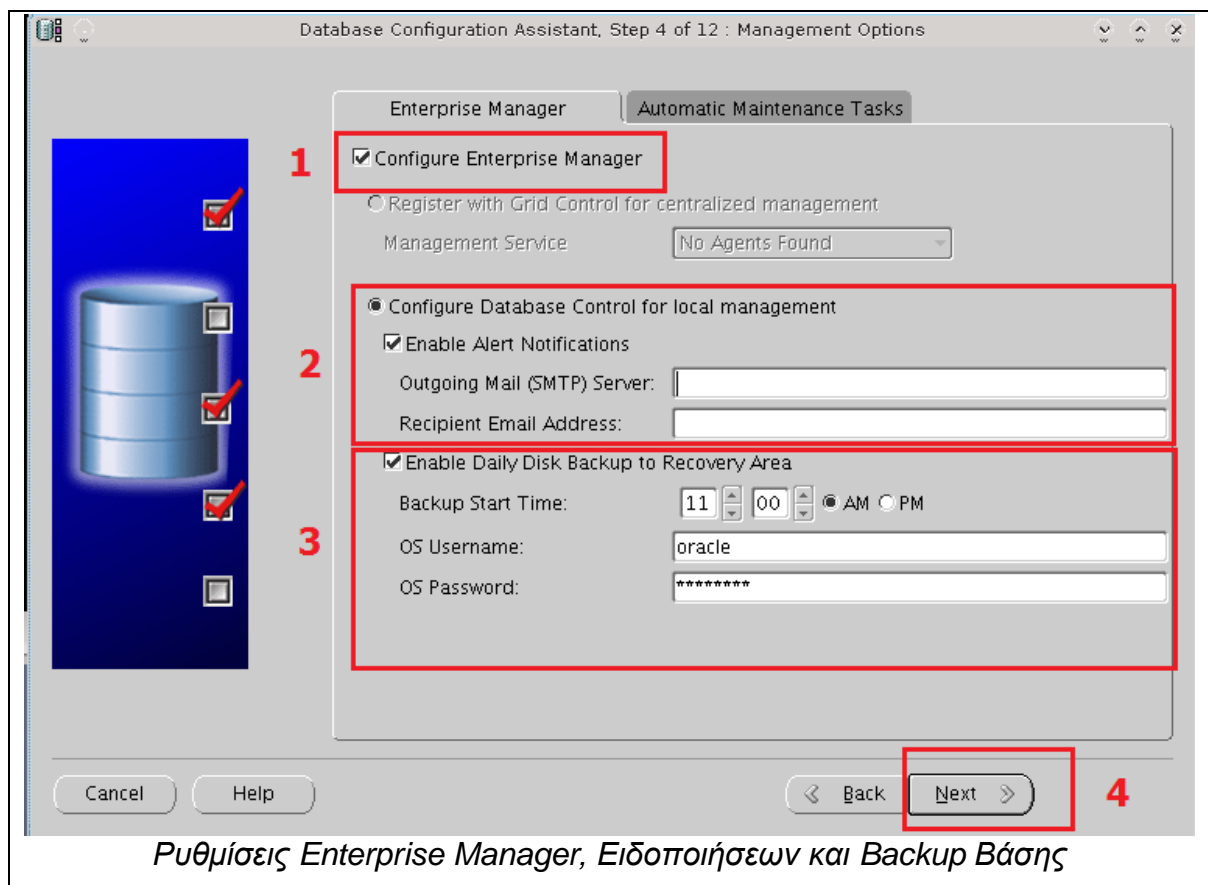 Database Configuration Assistant, Step 4 of 12 : Management Options
Enterprise Manager
Automatic Maintenance Tasks
1
Configure Enterprise Manager
Register with Grid Control for centralized management
Management Service
No Agents Found
2
Configure Database Control for local management
Enable Alert Notifications
Outgoing Mail (SMTP) Server:
Recipient Email Address:
3
Enable Daily Disk Backup to Recovery Area
Backup Start Time: 11 00 AM PM
OS Username: oracle
OS Password: ********
Cancel
Help
Back
Next
4
Ρυθμίσεις Enterprise Manager, Ειδοποιήσεων και Backup Βάσης